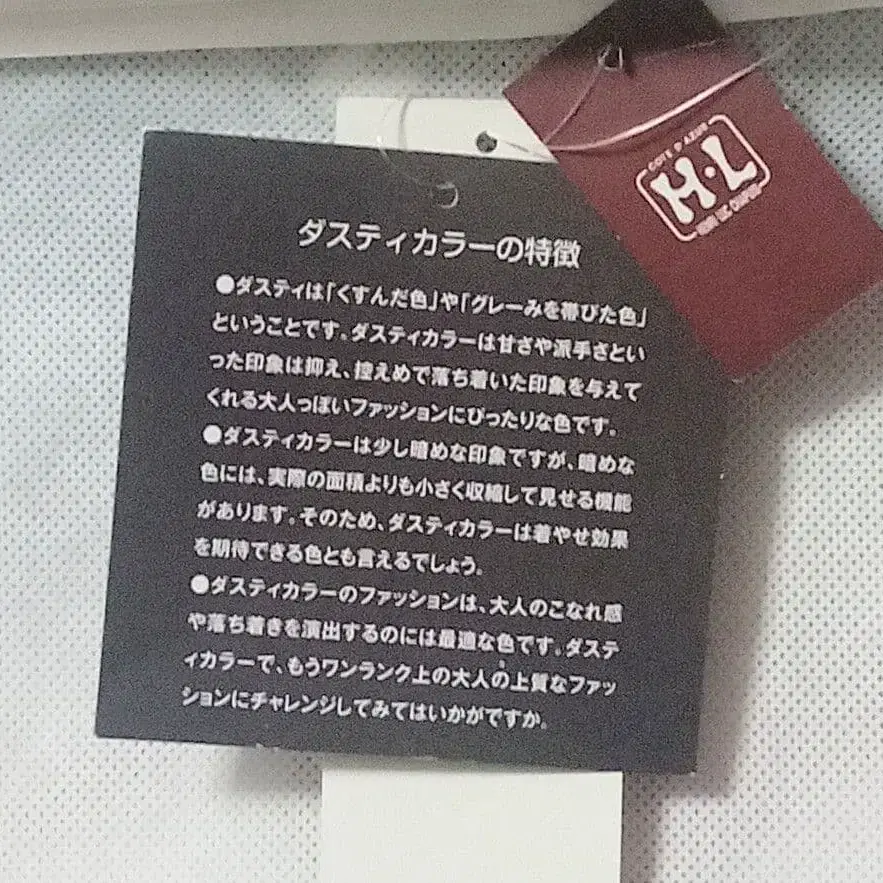 COTE D'AZUR
H・L
ダスティカラーの特徴
●ダスティは「くすんだ色」や「グレーみを帯びた色」
ということです。ダスティカラーは甘さや派手さとい
った印象は抑え、控えめで落ち着いた印象を与えて
くれる大人っぽいファッションにぴったりな色です。
●ダスティカラーは少し暗めな印象ですが、暗めな
色には、実際の面積よりも小さく収縮して見せる機能
があります。そのため、ダスティカラーは着やせ効果
を期待できる色とも言えるでしょう。
●ダスティカラーのファッションは、大人のこなれ感
や落ち着きを演出するのには最適な色です。ダステ
ィカラーで、もうワンランク上の大人の上質なファッ
ションにチャレンジしてみてはいかがですか。